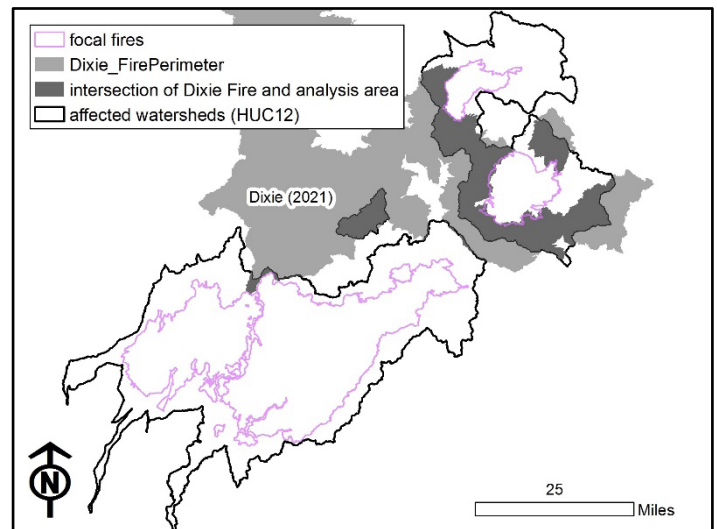 focal fires
Dixie_FirePerimeter
intersection of Dixie Fire and analysis area
affected watersheds (HUC12)
Dixie (2021)
N
25
Miles